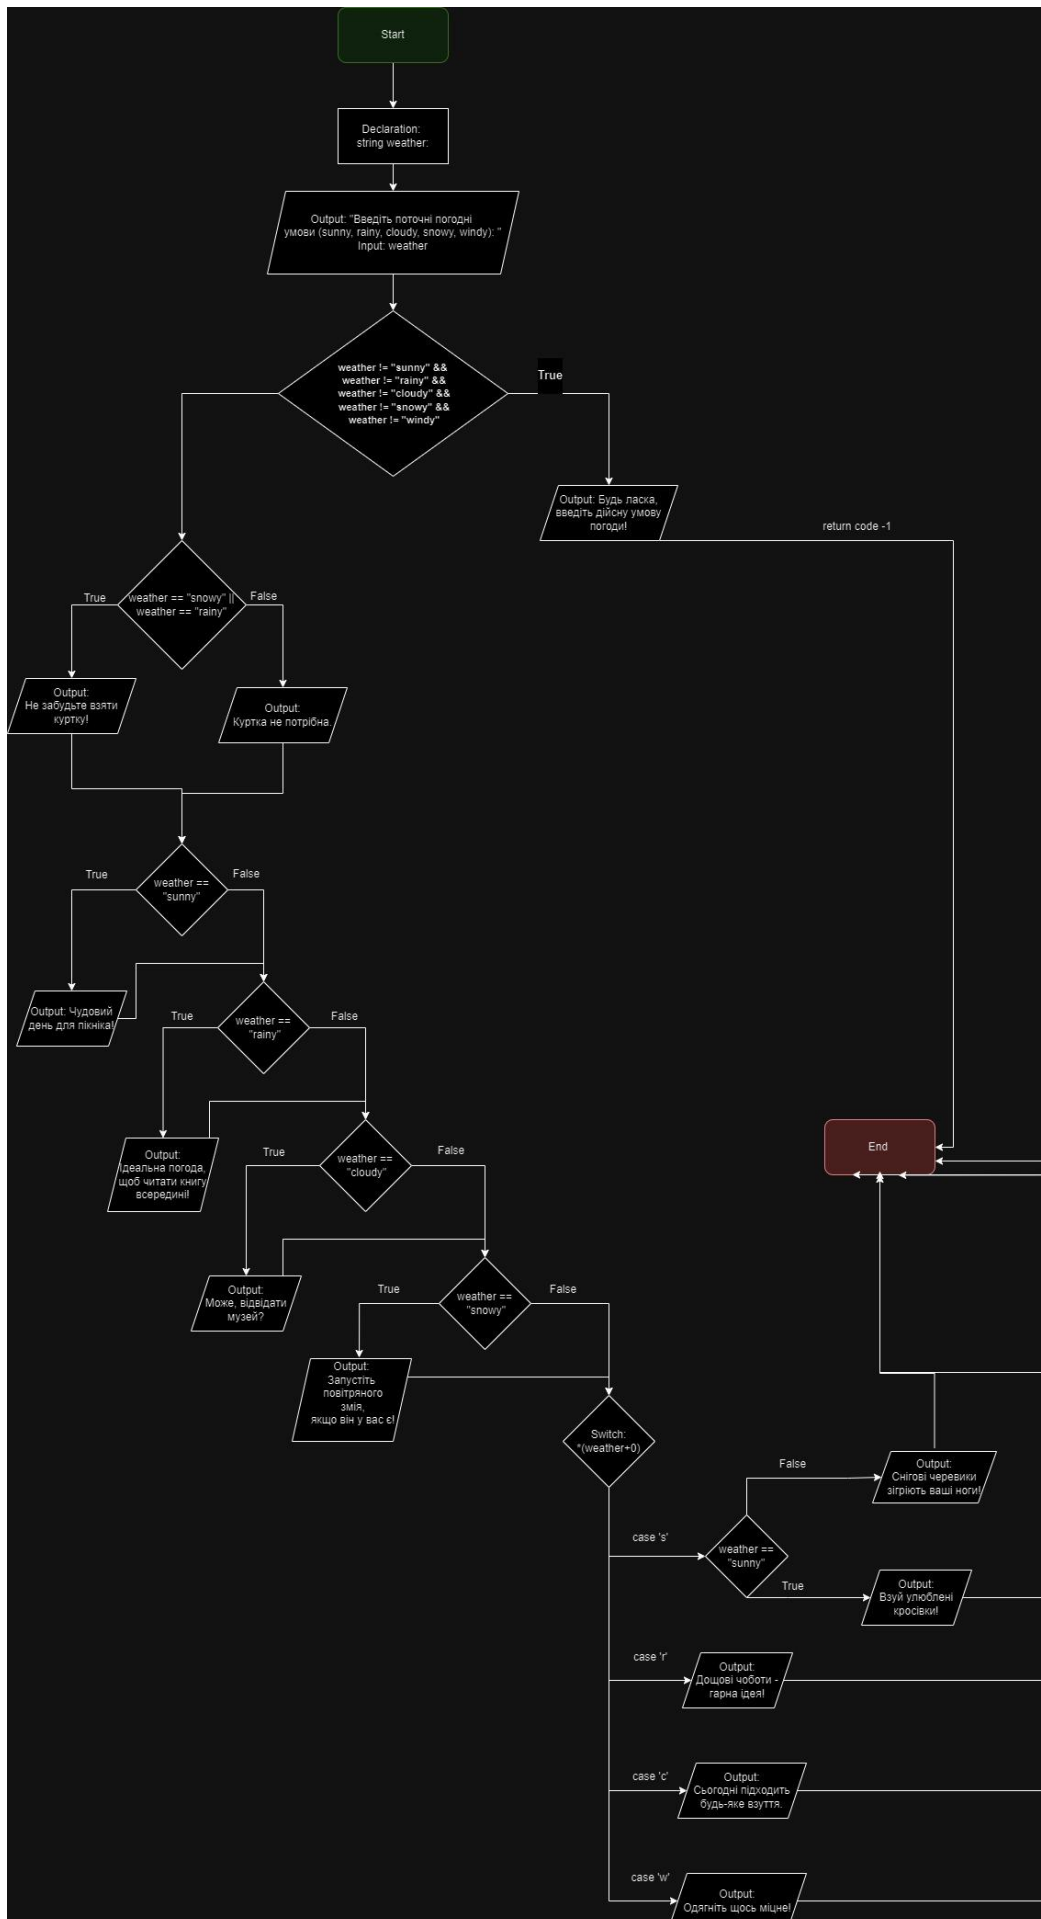 Start
Declaration:
string weather:
Output: "Введіть поточні погодні
умови (sunny, rainy, cloudy, snowy, windy): "
Input: weather
weather != "sunny" &&
weather != "rainy" &&
weather != "cloudy" &&
weather != "snowy" &&
weather != "windy"
True
Output: Будь ласка,
введіть дійсну умову
погоди!
return code -1
weather == "snowy" ||
weather == "rainy"
True
False
Output:
Не забудьте взяти
куртку!
Output:
Куртка не потрібна.
weather ==
"sunny"
True
False
Output: Чудовий
день для пікніка!
weather ==
"rainy"
True
False
Output:
Ідеальна погода,
щоб читати книгу
всередині!
weather ==
"cloudy"
True
False
End
Output:
Може, відвідати
музей?
weather ==
"snowy"
True
False
Output:
Запустіть
повітряного
змія,
якщо він у вас є!
Switch:
*(weather+0)
case 's'
weather ==
"sunny"
False
Output:
Снігові черевики
зігріють ваші ноги!
True
Output:
Взуй улюблені
кросівки!
case 'r'
Output:
Дощові чоботи -
гарна ідея!
case 'c'
Output:
Сьогодні підходить
будь-яке взуття.
case 'w'
Output:
Одягніть щось міцне!